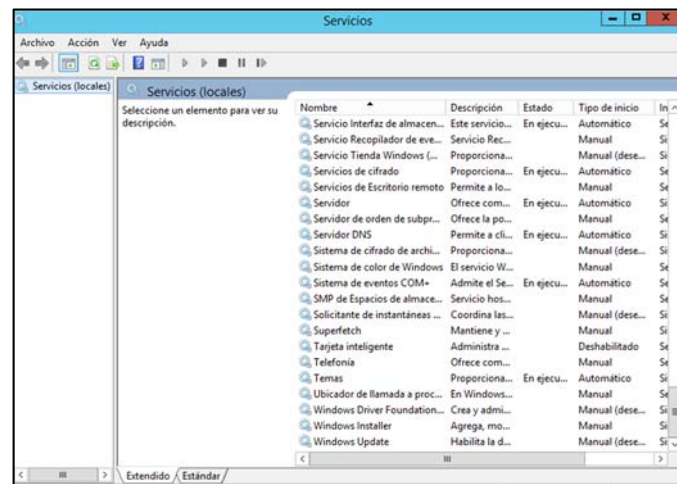 Servicios
Archivo Acción Ver Ayuda
Servicios (locales)
Servicios (locales)
Seleccione un elemento para ver su
descripción.
Nombre Descripción Estado Tipo de inicio In
Servicio Interfaz de almacen... Este servicio... En ejecu... Automático Se
Servicio Recopilador de eve... Servicio Rec... Manual Si
Servicio Tienda Windows (... Proporciona... Manual (dese... Si
Servicios de cifrado Proporciona... En ejecu... Automático Se
Servicios de Escritorio remoto Permite a lo... Manual Se
Servidor Ofrece com... En ejecu... Automático Si
Servidor de orden de subpr... Ofrece la po... Manual Se
Servidor DNS Permite a cli... En ejecu... Automático Si
Sistema de cifrado de archi... Proporciona... Manual (dese... Si
Sistema de color de Windows El servicio W... Manual Se
Sistema de eventos COM+ Admite el Se... En ejecu... Automático Se
SMP de Espacios de almace... Servicio hos... Manual Se
Solicitante de instantáneas ... Coordina las... Manual (dese... Si
Superfetch Mantiene y ... Manual Si
Tarjeta inteligente Administra ... Deshabilitado Se
Telefonía Ofrece com... Manual Se
Temas Proporciona... En ejecu... Automático Si
Ubicador de llamada a proc... En Windows... Manual Se
Windows Driver Foundation... Crea y admi... Manual (dese... Si
Windows Installer Agrega, mo... Manual Si
Windows Update Habilita la d... Manual (dese... Si
Extendido Estándar